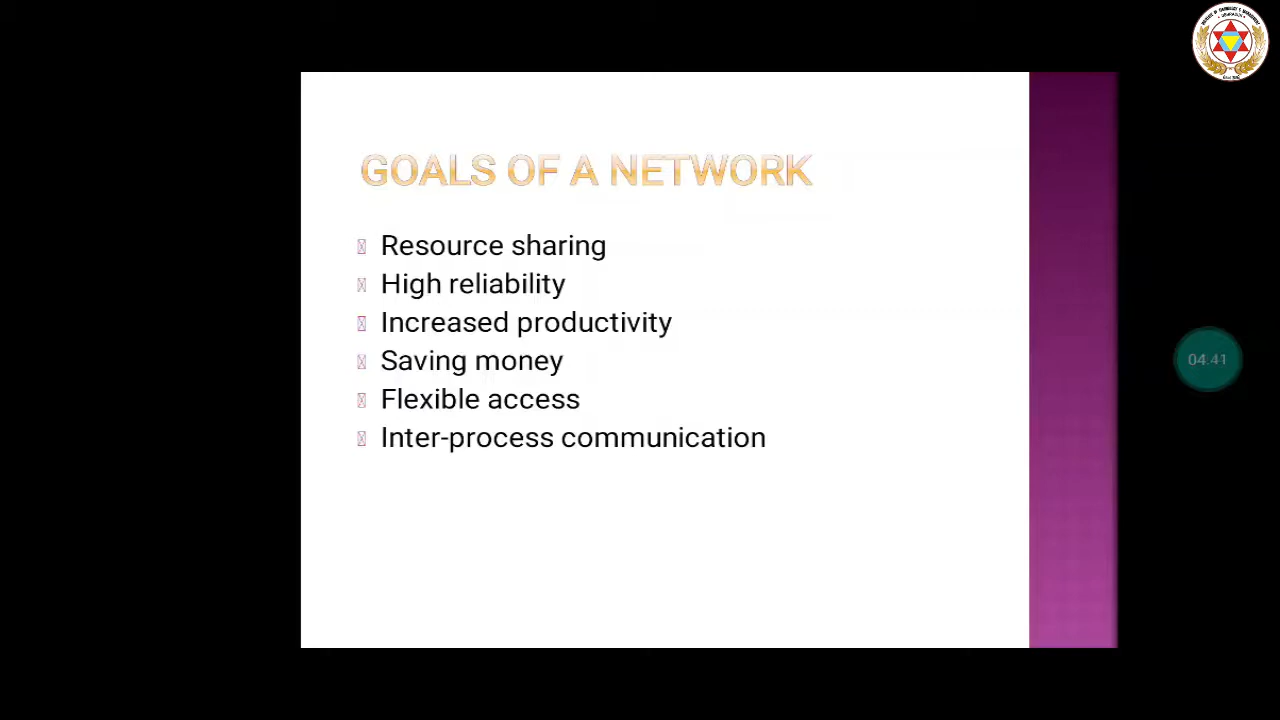 GOALS OF A NETWORK
Resource sharing
High reliability
Increased productivity
Saving money
Flexible access
Inter-process communication
04:41